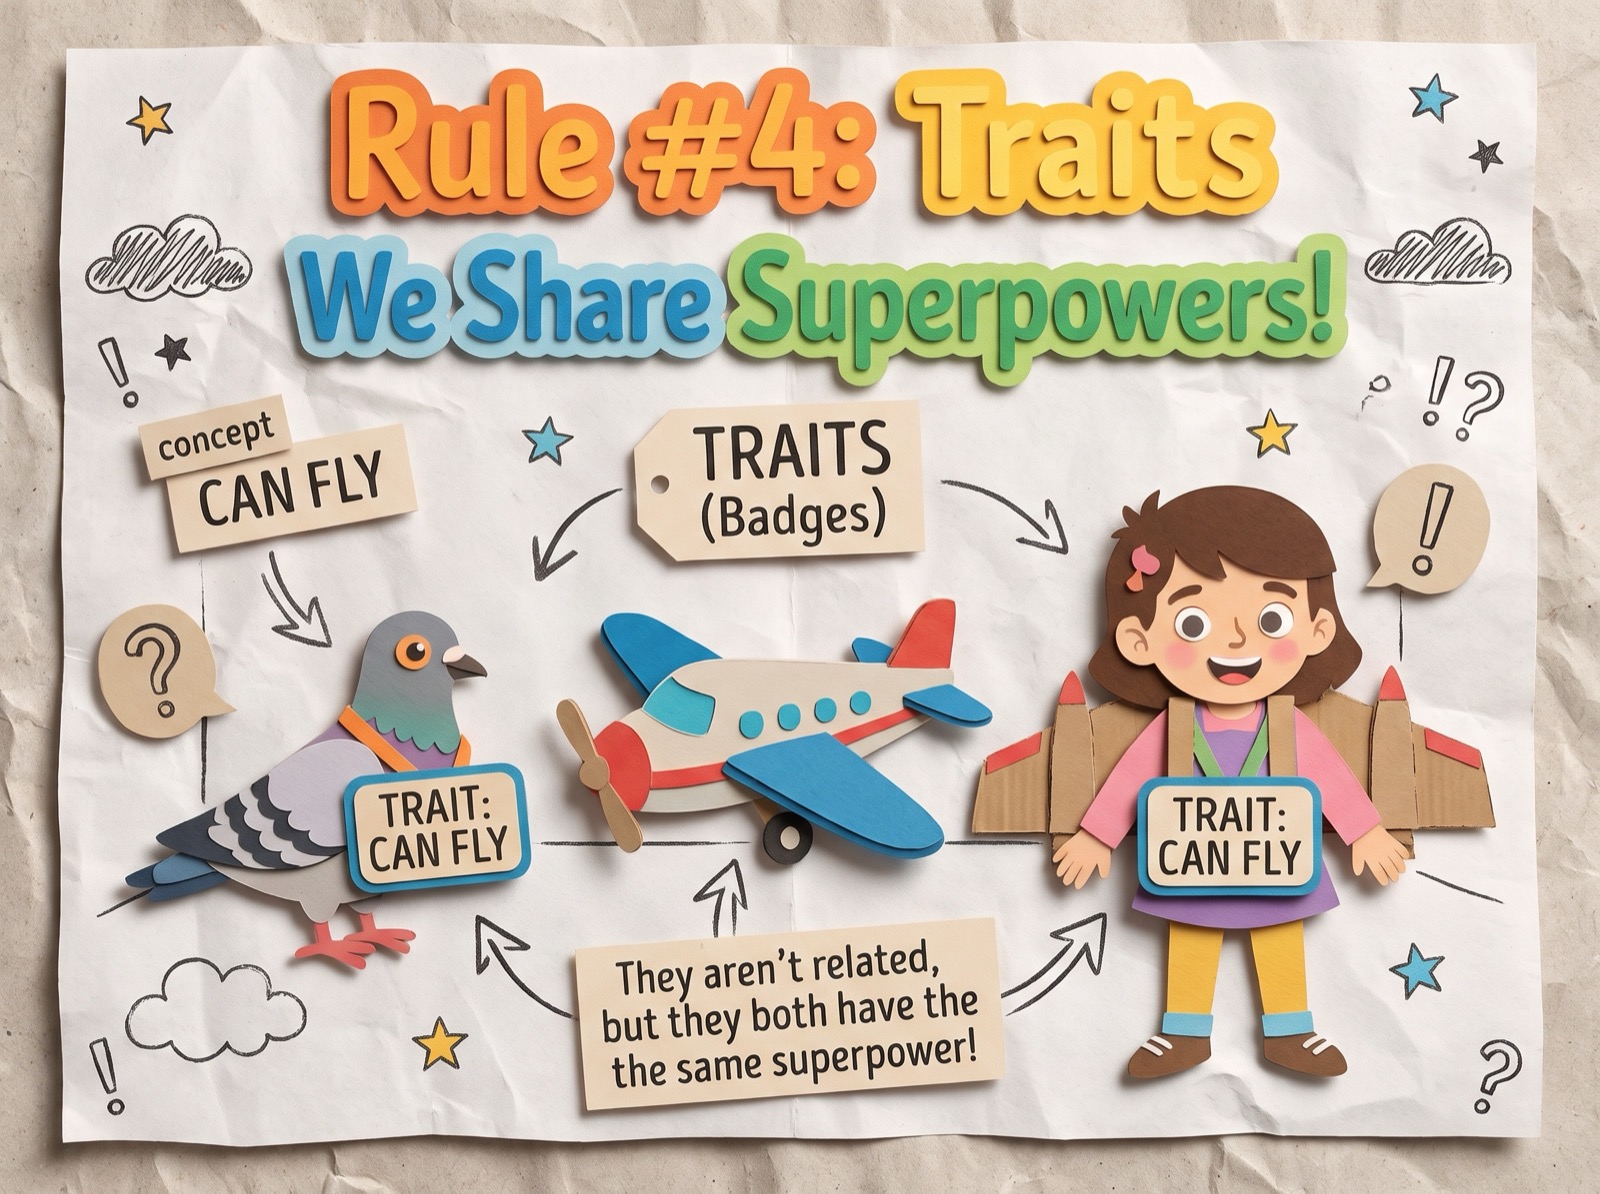 Rule #4: Traits
We Share Superpowers!
concept
CAN FLY
TRAITS
(Badges)
!
!?
!
?
TRAIT:
CAN FLY
TRAIT:
CAN FLY
They aren't related,
but they both have the
the same superpower!
!
?